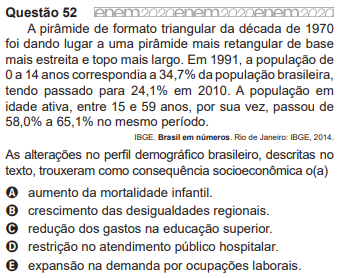 Questão 52 enem2020 enem2020 enem2020
A pirâmide de formato triangular da década de 1970
foi dando lugar a uma pirâmide mais retangular de base
mais estreita e topo mais largo. Em 1991, a população de
0 a 14 anos correspondia a 34,7% da população brasileira,
tendo passado para 24,1% em 2010. A população em
idade ativa, entre 15 e 59 anos, por sua vez, passou de
58,0% a 65,1% no mesmo período.
IBGE. Brasil em números. Rio de Janeiro: IBGE, 2014.
As alterações no perfil demográfico brasileiro, descritas no
texto, trouxeram como consequência socioeconômica o(a)
A aumento da mortalidade infantil.
B crescimento das desigualdades regionais.
C redução dos gastos na educação superior.
D restrição no atendimento público hospitalar.
E expansão na demanda por ocupações laborais.